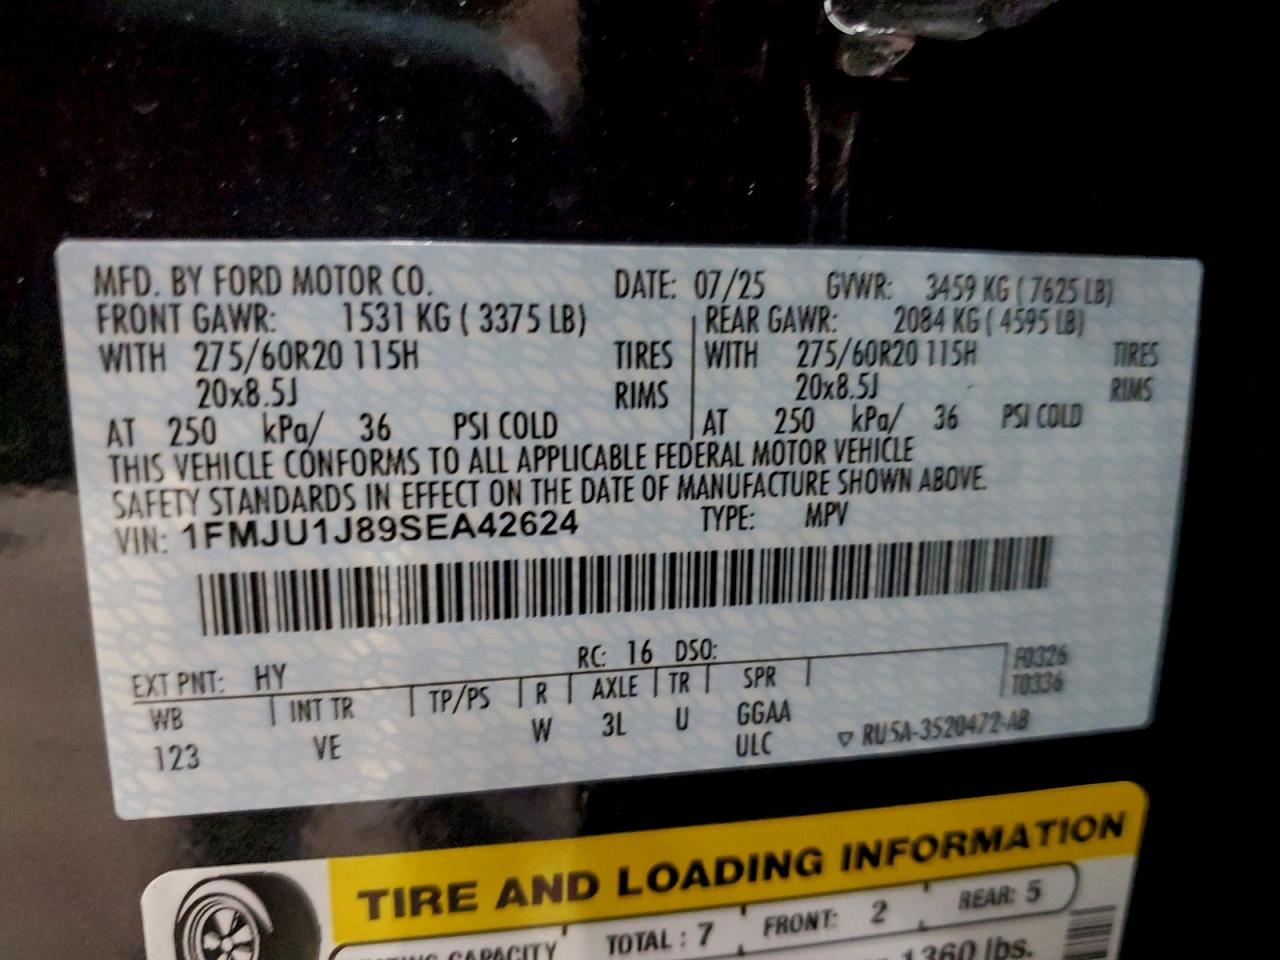 MFD. BY FORD MOTOR CO. DATE: 07/25 GVWR: 3459 KG ( 7625 LB)
FRONT GAWR: 1531 KG ( 3375 LB) REAR GAWR: 2084 KG ( 4595 LB)
WITH 275/60R20 115H TIRES WITH 275/60R20 115H TIRES
20x8.5J RIMS 20x8.5J RIMS
AT 250 kPa/ 36 PSI COLD AT 250 kPa/ 36 PSI COLD
THIS VEHICLE CONFORMS TO ALL APPLICABLE FEDERAL MOTOR VEHICLE
SAFETY STANDARDS IN EFFECT ON THE DATE OF MANUFACTURE SHOWN ABOVE.
VIN: 1FMJU1J89SEA42624 TYPE: MPV
EXT PNT: HY RC: 16 DSO: F0326
T0336
WB INT TR TP/PS R AXLE TR SPR
123 VE W 3L U GGAA
ULC ▽ RU5A-3520472-AB
TIRE AND LOADING INFORMATION
CAPACITY TOTAL : 7 FRONT: 2 REAR: 5
1360 lbs.